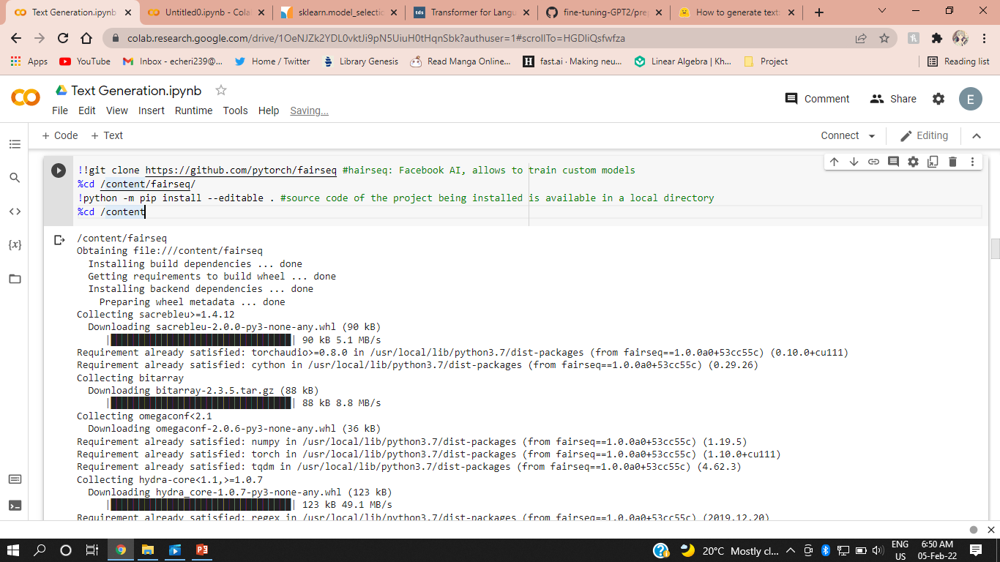 Text Generation.ipynb
Untitled0.ipynb - Cola
sklearn.model_selectic
Transformer for Langu
fine-tuning-GPT2/prep
How to generate text:
colab.research.google.com/drive/1OeNJZk2YDL0vktJi9pN5UiuH0tHqnSbk?authuser=1#scrollTo=HGDliQsfwfza
Apps YouTube Inbox - echeri239@... Home / Twitter Library Genesis Read Manga Online... fast.ai · Making neu... Linear Algebra | Kh... Project Reading list
Text Generation.ipynb
Comment Share E
File Edit View Insert Runtime Tools Help Saving...
+ Code + Text Connect Editing
!!git clone https://github.com/pytorch/fairseq #hairseq: Facebook AI, allows to train custom models
%cd /content/fairseq/
!python -m pip install --editable . #source code of the project being installed is available in a local directory
%cd /content
/content/fairseq
Obtaining file:///content/fairseq
Installing build dependencies ... done
Getting requirements to build wheel ... done
Installing backend dependencies ... done
Preparing wheel metadata ... done
Collecting sacrebleu>=1.4.12
Downloading sacrebleu-2.0.0-py3-none-any.whl (90 kB)
90 kB 5.1 MB/s
Requirement already satisfied: torchaudio>=0.8.0 in /usr/local/lib/python3.7/dist-packages (from fairseq==1.0.0a0+53cc55c) (0.10.0+cu111)
Requirement already satisfied: cython in /usr/local/lib/python3.7/dist-packages (from fairseq==1.0.0a0+53cc55c) (0.29.26)
Collecting bitarray
Downloading bitarray-2.3.5.tar.gz (88 kB)
88 kB 8.8 MB/s
Collecting omegaconf<2.1
Downloading omegaconf-2.0.6-py3-none-any.whl (36 kB)
Requirement already satisfied: numpy in /usr/local/lib/python3.7/dist-packages (from fairseq==1.0.0a0+53cc55c) (1.19.5)
Requirement already satisfied: torch in /usr/local/lib/python3.7/dist-packages (from fairseq==1.0.0a0+53cc55c) (1.10.0+cu111)
Requirement already satisfied: tqdm in /usr/local/lib/python3.7/dist-packages (from fairseq==1.0.0a0+53cc55c) (4.62.3)
Collecting hydra-core<1.1,>=1.0.7
Downloading hydra_core-1.0.7-py3-none-any.whl (123 kB)
123 kB 49.1 MB/s
Requirement already satisfied: regex in /usr/local/lib/python3.7/dist-packages (from fairseq==1.0.0a0+53cc55c) (2019.12.20)
20°C Mostly cl...
ENG
US
6:50 AM
05-Feb-22